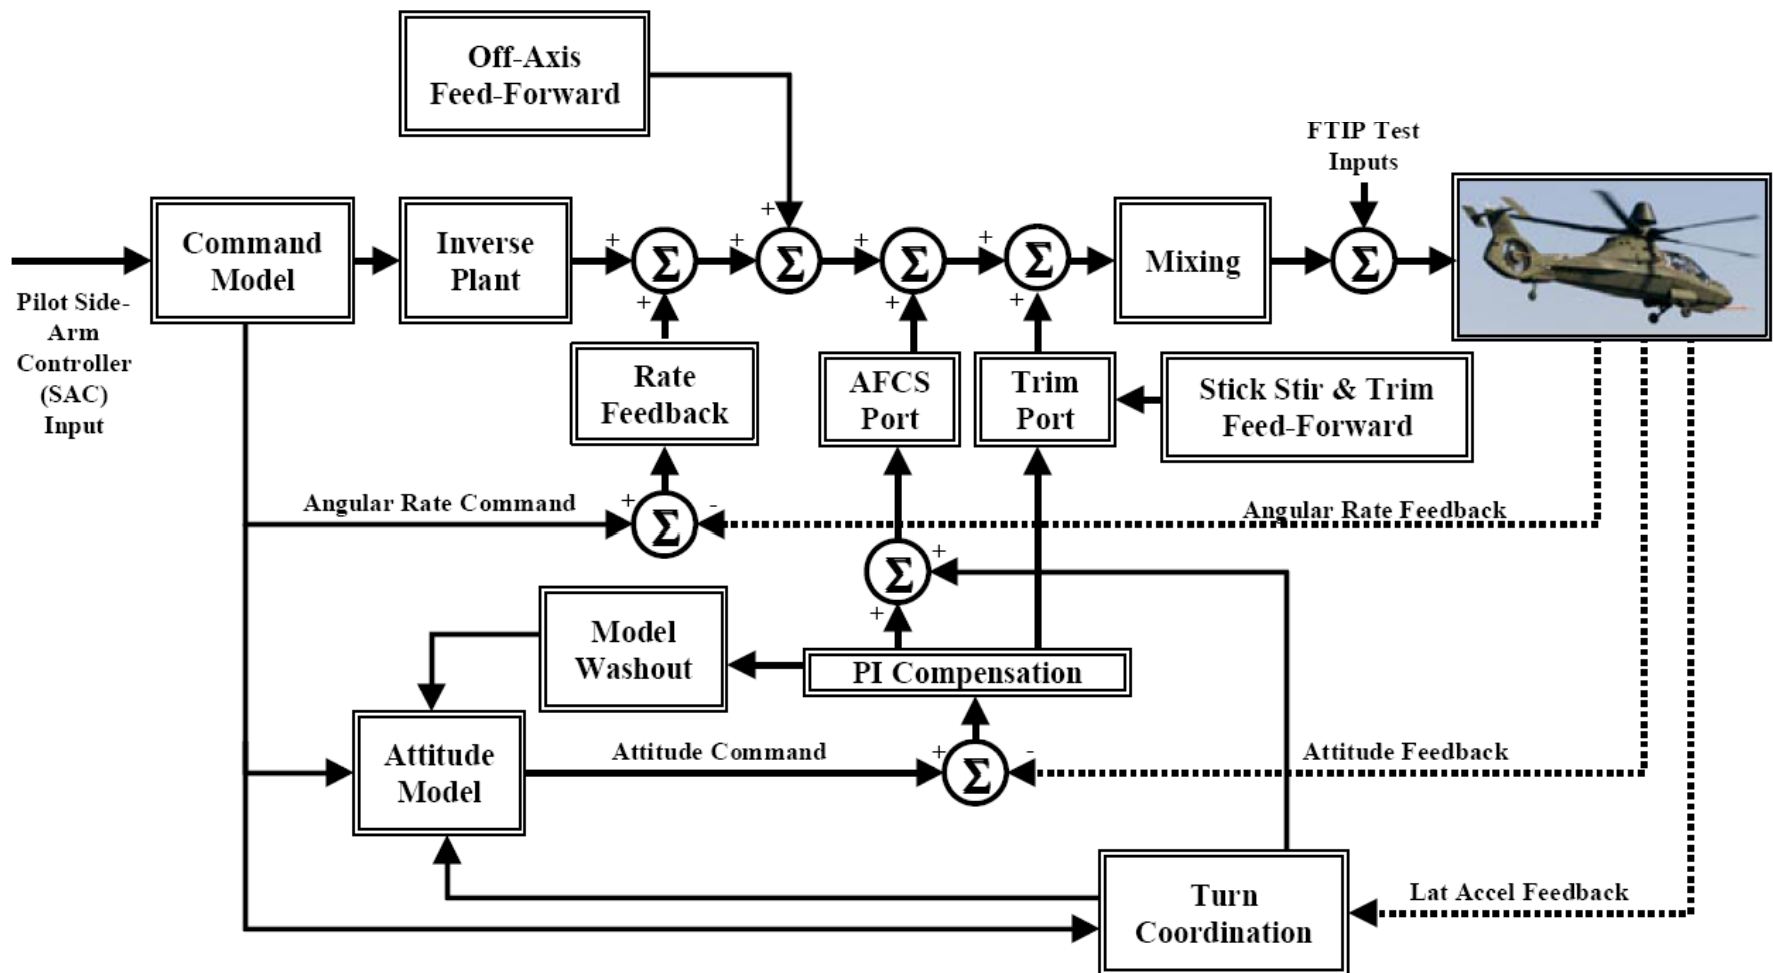 Off-Axis
Feed-Forward
FTIP Test
Inputs
Command
Model
Inverse
Plant
+
Σ
+
+
+
Σ
+
+
Σ
+
+
Σ
+
Mixing
Σ
Pilot Side-
Arm
Controller
(SAC)
Input
Rate
Feedback
AFCS
Port
Trim
Port
Stick Stir & Trim
Feed-Forward
Angular Rate Command
+
Σ
-
Angular Rate Feedback
Σ
+
+
Model
Washout
PI Compensation
Attitude
Model
Attitude Command
+
Σ
-
Attitude Feedback
Turn
Coordination
Lat Accel Feedback